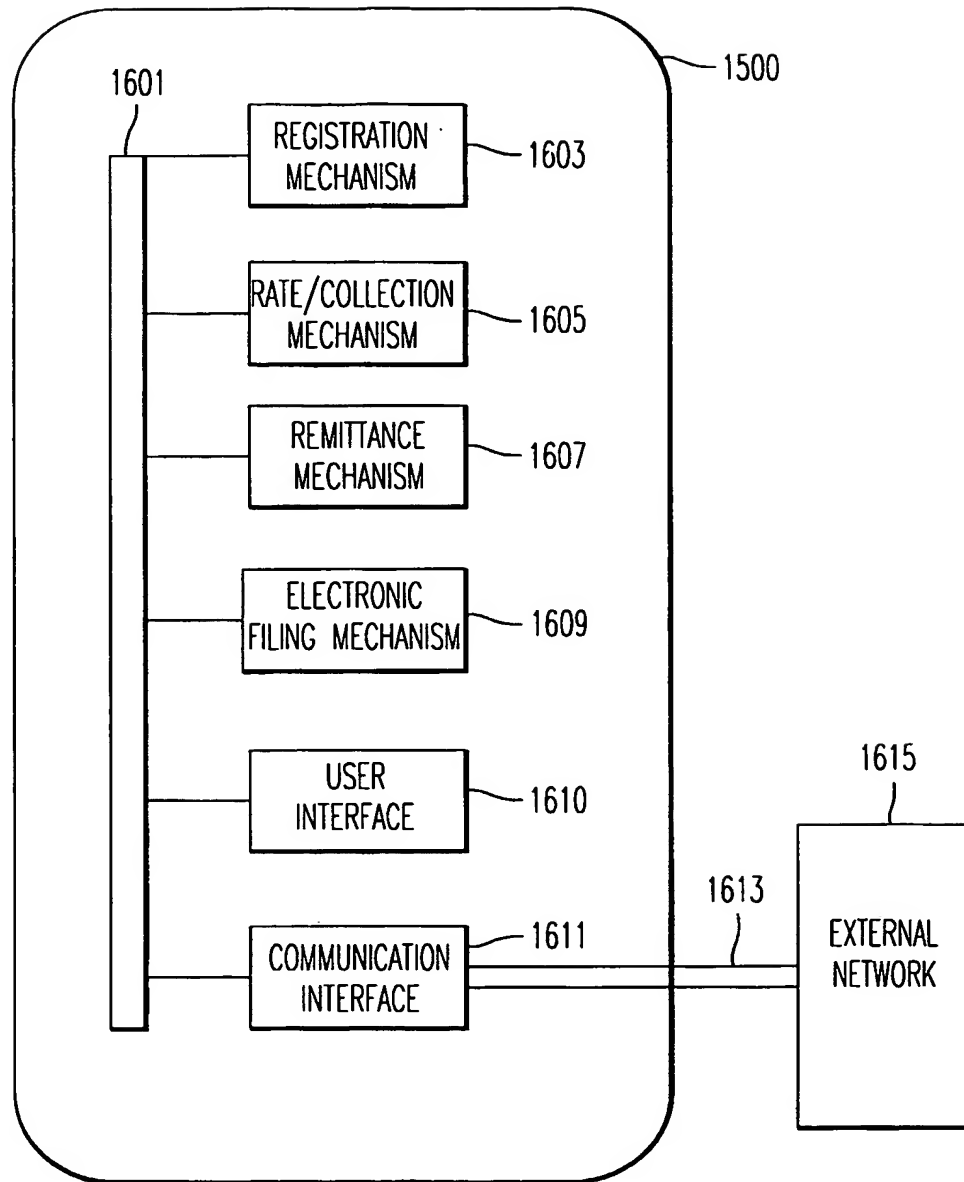 1500
1601
REGISTRATION
MECHANISM
1603
RATE/COLLECTION
MECHANISM
1605
REMITTANCE
MECHANISM
1607
ELECTRONIC
FILING MECHANISM
1609
USER
INTERFACE
1610
COMMUNICATION
INTERFACE
1611
1613
1615
EXTERNAL
NETWORK